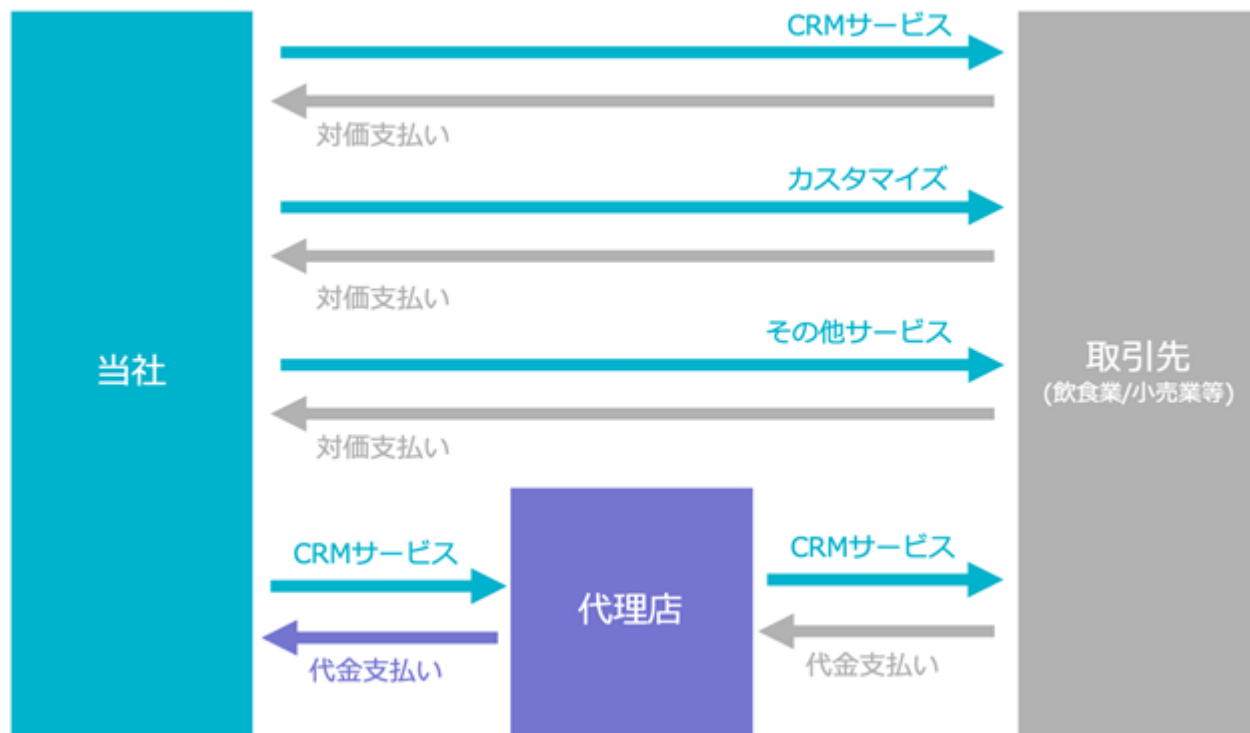 CRMサービス
対価支払い
カスタマイズ
対価支払い
その他サービス
対価支払い
当社
取引先
(飲食業/小売業等)
CRMサービス
代金支払い
代理店
CRMサービス
代金支払い